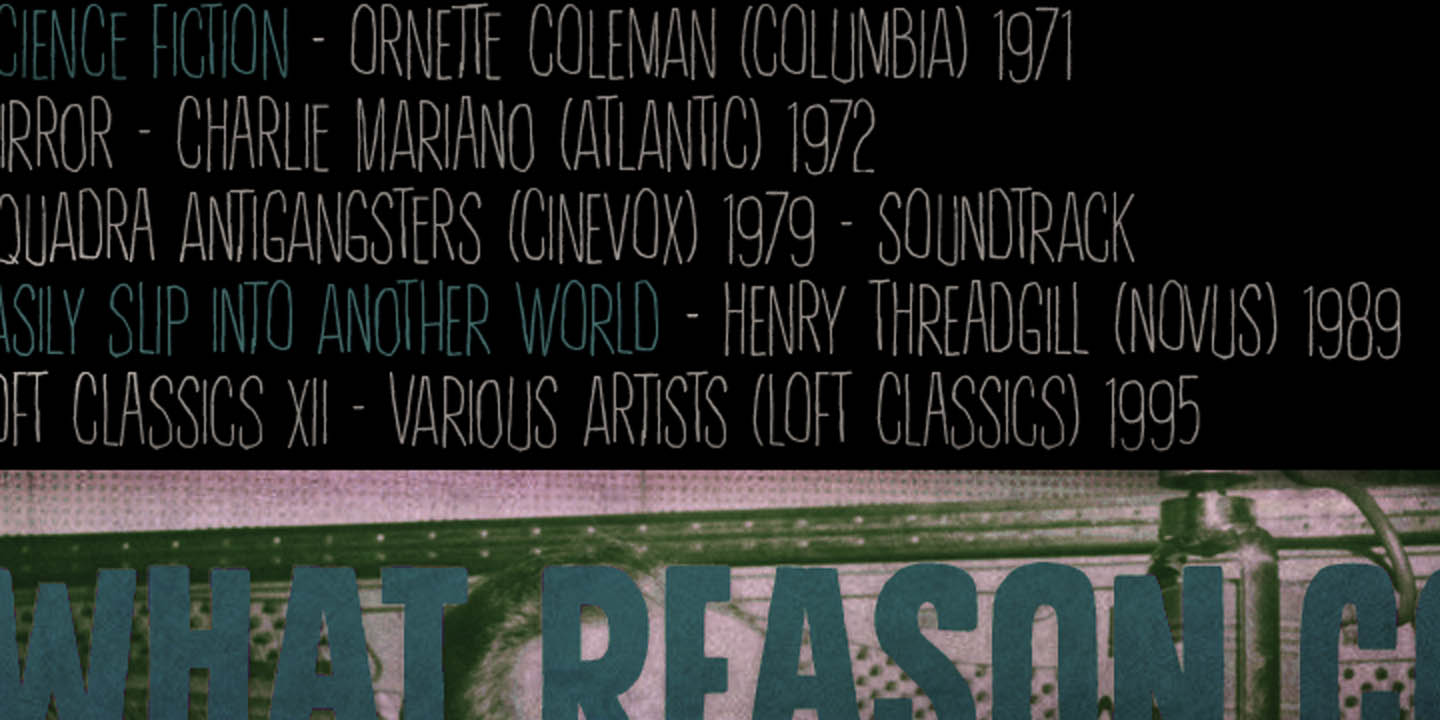 CIENCE FICTION - ORNETTE COLEMAN (COLUMBIA) 1971
IRROR - CHARLIE MARIANO (ATLANTIC) 1972
QUADRA ANTIGANGSTERS (CINEVOX) 1979 - SOUNDTRACK
ASILY SLIP INTO ANOTHER WORLD - HENRY THREADGILL (NOVUS) 1989
OFT CLASSICS XII - VARIOUS ARTISTS (LOFT CLASSICS) 1995
WHAT REASON CO